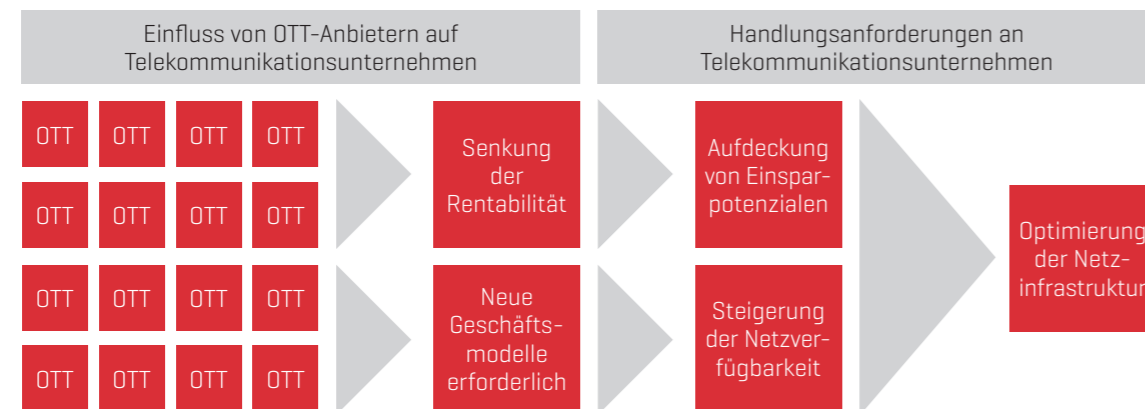 Einfluss von OTT-Anbietern auf
Telekommunikationsunternehmen
Handlungsanforderungen an
Telekommunikationsunternehmen
OTT OTT OTT OTT
OTT OTT OTT OTT
OTT OTT OTT OTT
OTT OTT OTT OTT
Senkung
der
Rentabilität
Neue
Geschäfts-
modelle
erforderlich
Aufdeckung
von Einspar-
potenzialen
Steigerung
der Netzver-
fügbarkeit
Optimierung
der Netz-
infrastruktur